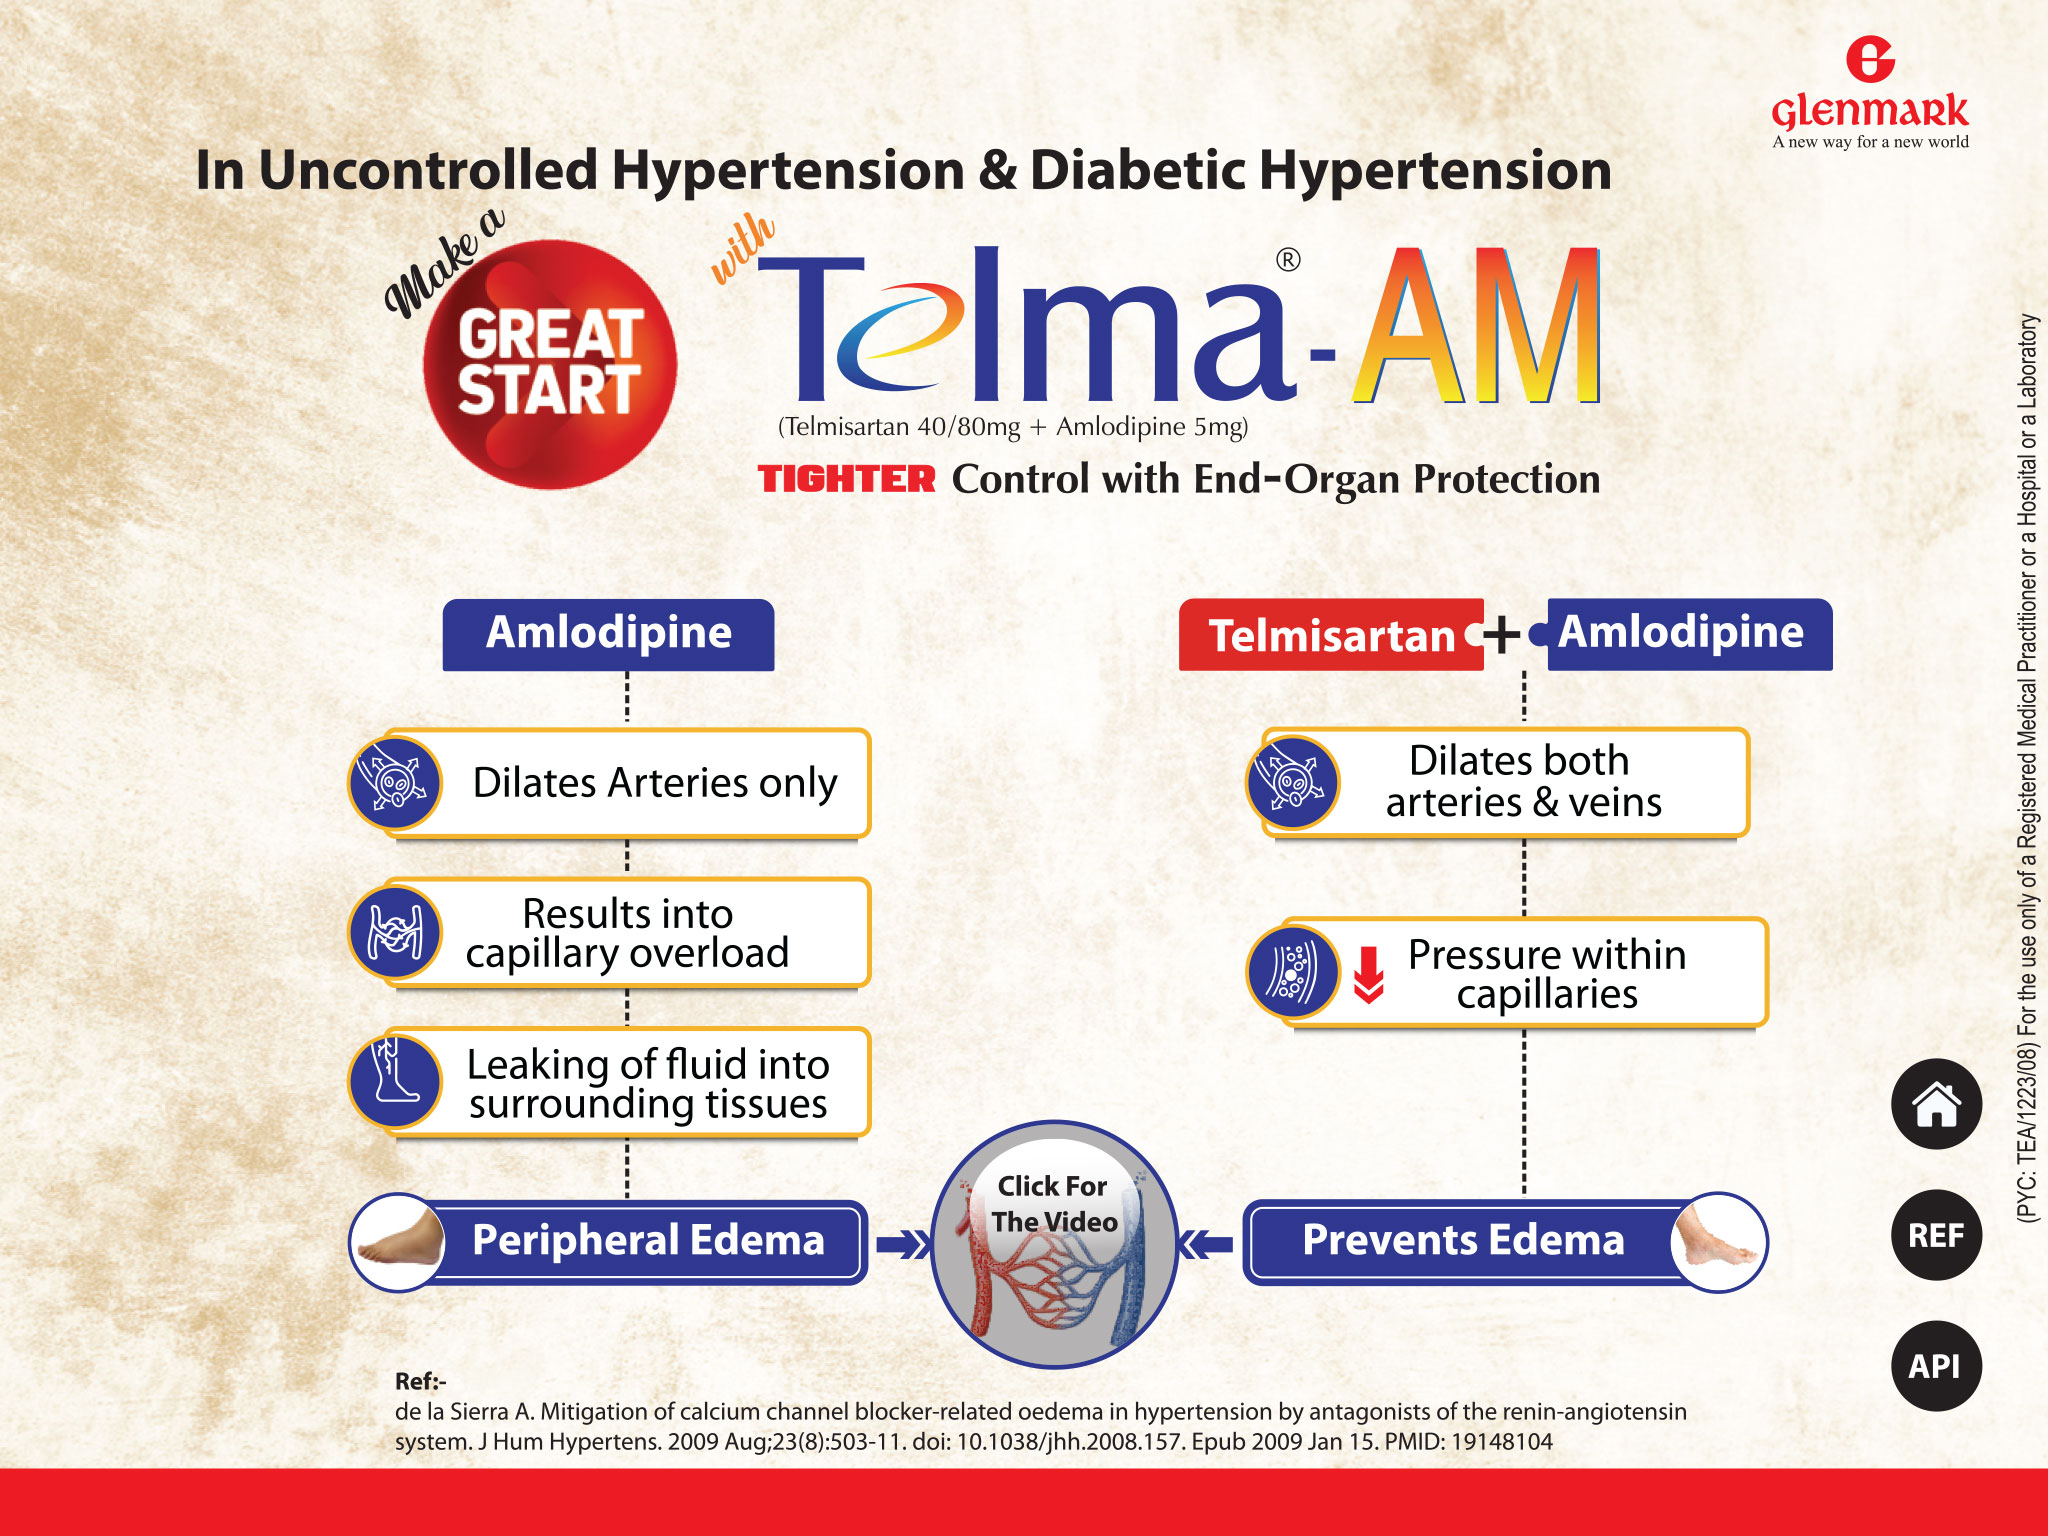 glenmark
A new way for a new world
In Uncontrolled Hypertension & Diabetic Hypertension
Make a
GREAT
START
with
Telma®-AM
(Telmisartan 40/80mg + Amlodipine 5mg)
TIGHTER Control with End-Organ Protection
Amlodipine
Dilates Arteries only
Results into
capillary overload
Leaking of fluid into
surrounding tissues
Peripheral Edema
Telmisartan + Amlodipine
Dilates both
arteries & veins
Pressure within
capillaries
Prevents Edema
Click For
The Video
REF
API
Ref:-
de la Sierra A. Mitigation of calcium channel blocker-related oedema in hypertension by antagonists of the renin-angiotensin
system. J Hum Hypertens. 2009 Aug;23(8):503-11. doi: 10.1038/jhh.2008.157. Epub 2009 Jan 15. PMID: 19148104
(PYC: TEA/1223/08) For the use only of a Registered Medical Practitioner or a Hospital or a Laboratory